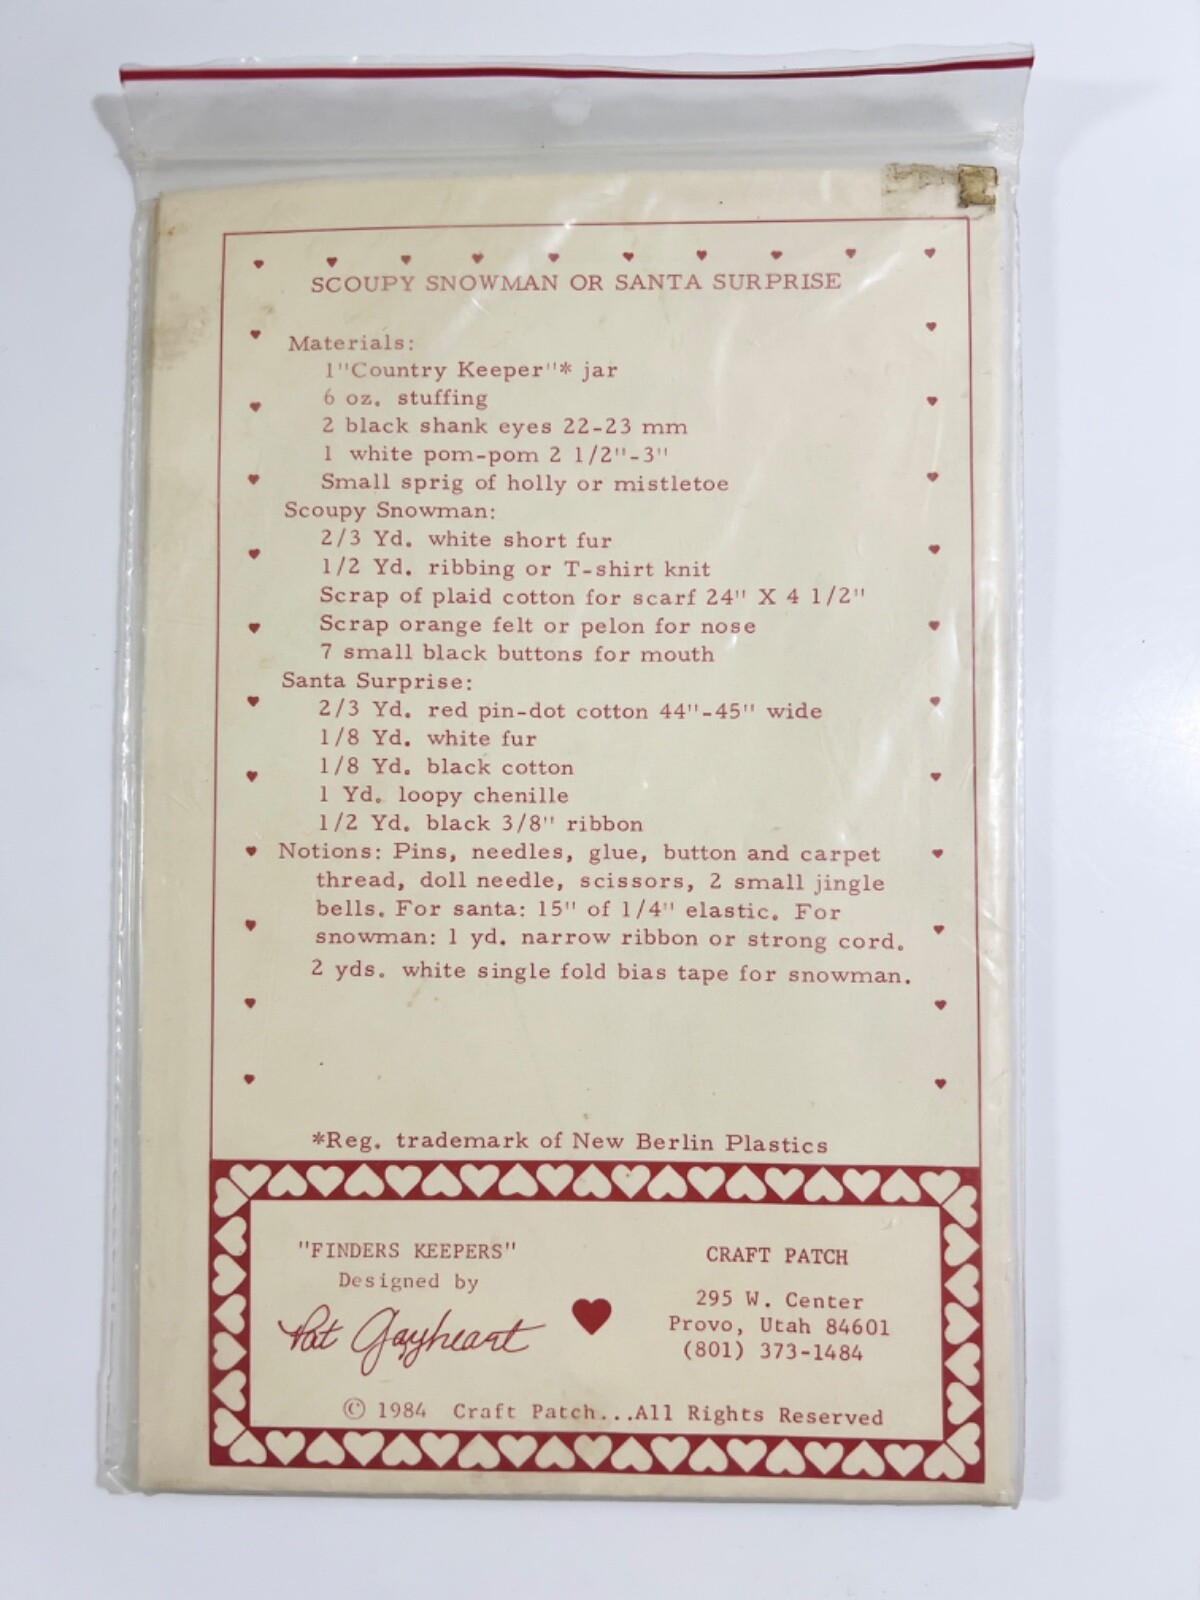 SCOUPY SNOWMAN OR SANTA SURPRISE
Materials:
1"Country Keeper"* jar
6 oz. stuffing
2 black shank eyes 22-23 mm
1 white pom-pom 2 1/2"-3"
Small sprig of holly or mistletoe
Scoupy Snowman:
2/3 Yd. white short fur
1/2 Yd. ribbing or T-shirt knit
Scrap of plaid cotton for scarf 24" X 4 1/2"
Scrap orange felt or pelon for nose
7 small black buttons for mouth
Santa Surprise:
2/3 Yd. red pin-dot cotton 44"-45" wide
1/8 Yd. white fur
1/8 Yd. black cotton
1 Yd. loopy chenille
1/2 Yd. black 3/8" ribbon
Notions: Pins, needles, glue, button and carpet
thread, doll needle, scissors, 2 small jingle
bells. For santa: 15" of 1/4" elastic. For
snowman: 1 yd. narrow ribbon or strong cord.
2 yds. white single fold bias tape for snowman.
*Reg. trademark of New Berlin Plastics
"FINDERS KEEPERS"
Designed by
Pat Gayheart
CRAFT PATCH
295 W. Center
Provo, Utah 84601
(801) 373-1484
© 1984 Craft Patch...All Rights Reserved